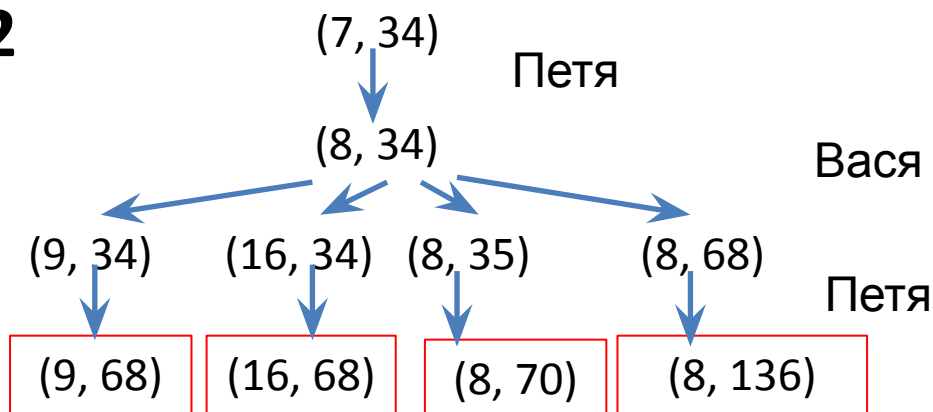 2
(7, 34)
Петя
(8, 34)
Вася
(9, 34) (16, 34) (8, 35) (8, 68)
Петя
(9, 68) (16, 68) (8, 70) (8, 136)